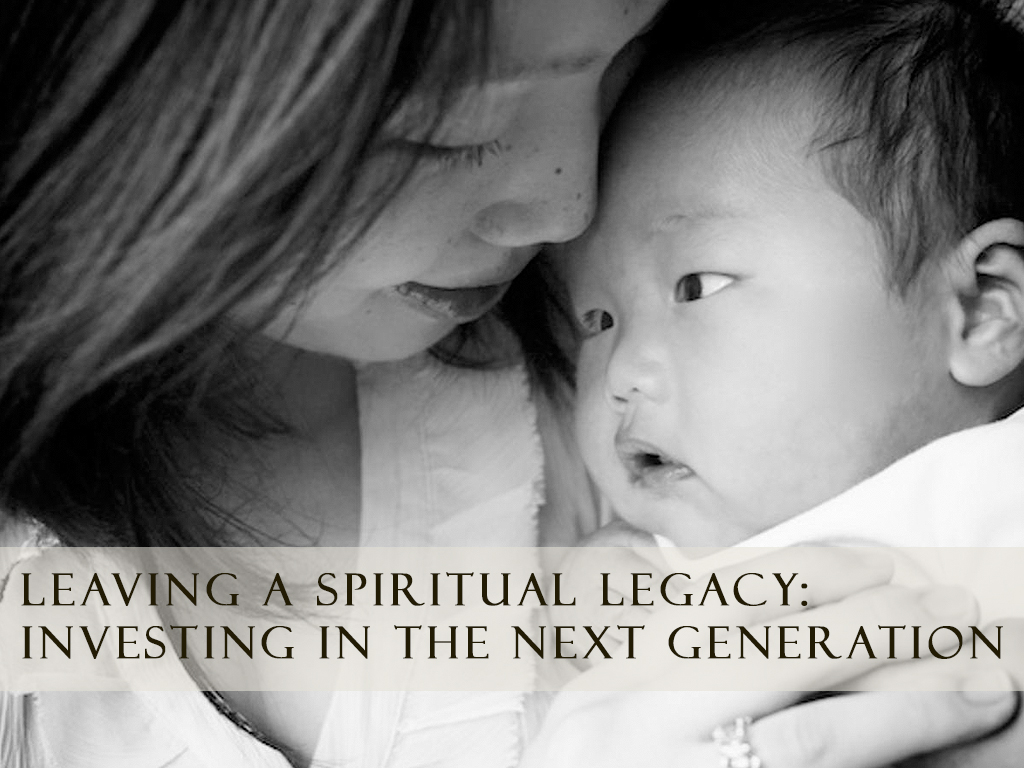 LEAVING A SPIRITUAL LEGACY:
INVESTING IN THE NEXT GENERATION